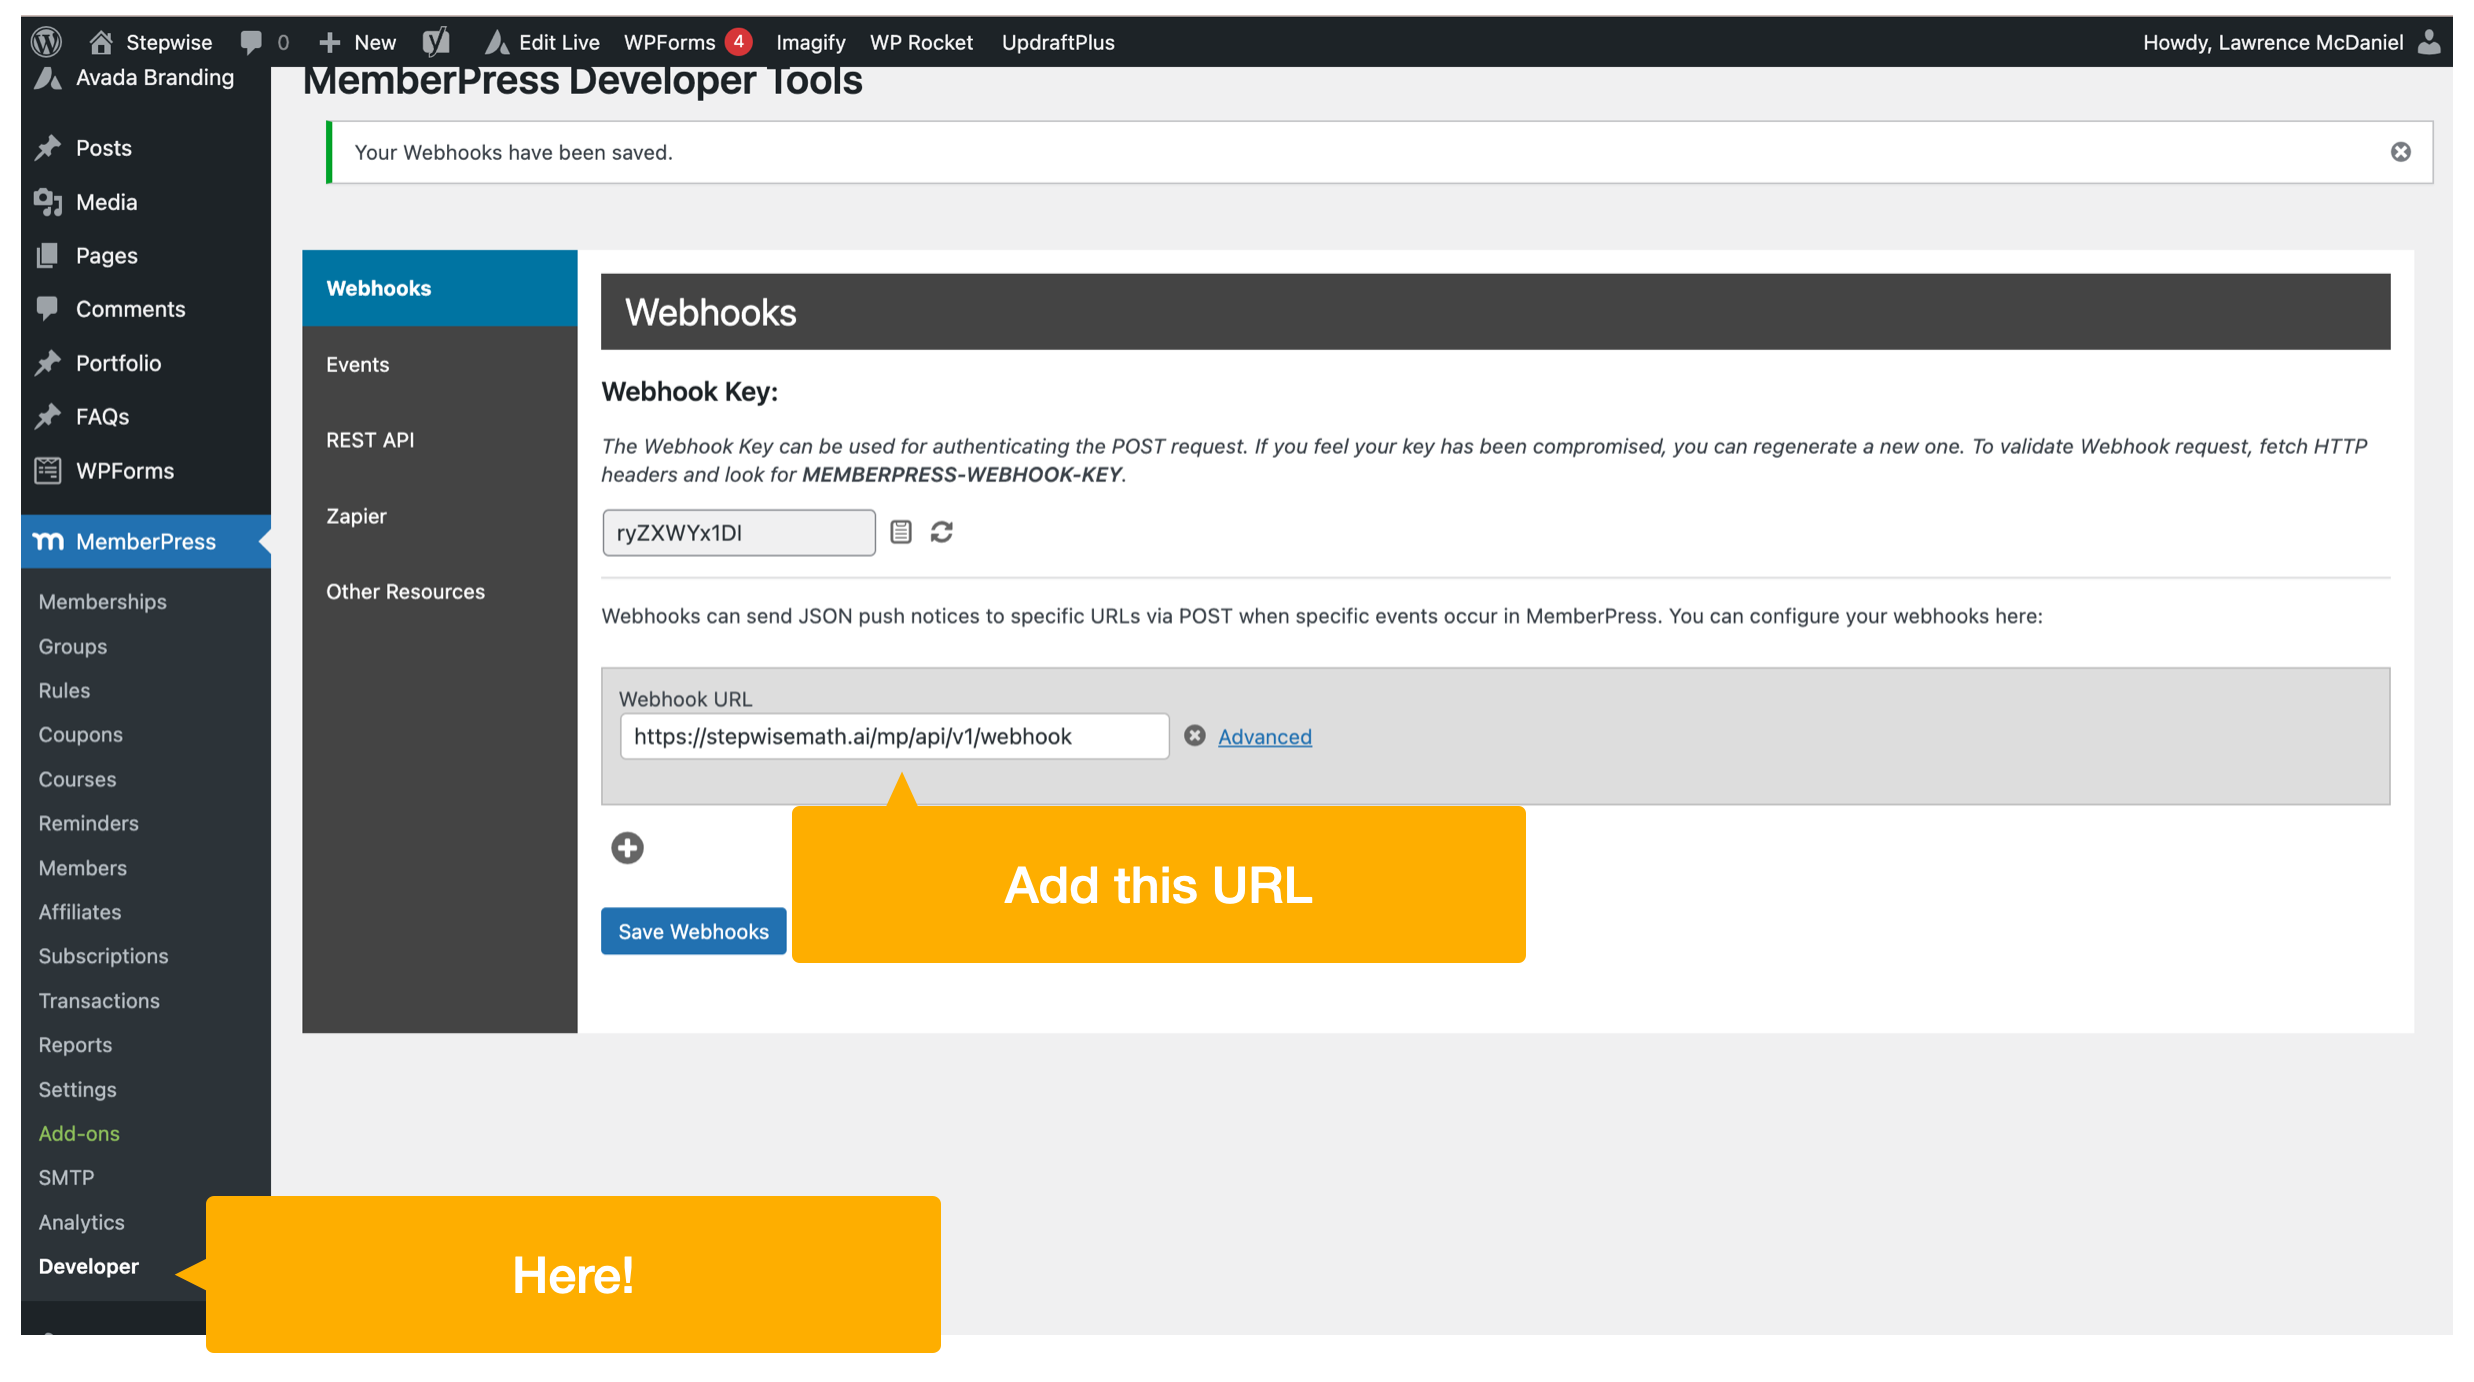 Stepwise 0 New Edit Live WPForms 4 Imagify WP Rocket UpdraftPlus Howdy, Lawrence McDaniel
Avada Branding
Posts
Media
Pages
Comments
Portfolio
FAQs
WPForms
MemberPress
Memberships
Groups
Rules
Coupons
Courses
Reminders
Members
Affiliates
Subscriptions
Transactions
Reports
Settings
Add-ons
SMTP
Analytics
Developer
MemberPress Developer Tools
Your Webhooks have been saved.
Webhooks
Events
REST API
Zapier
Other Resources
Webhooks
Webhook Key:
The Webhook Key can be used for authenticating the POST request. If you feel your key has been compromised, you can regenerate a new one. To validate Webhook request, fetch HTTP
headers and look for MEMBERPRESS-WEBHOOK-KEY.
ryZXWYx1DI
Webhooks can send JSON push notices to specific URLs via POST when specific events occur in MemberPress. You can configure your webhooks here:
Webhook URL
https://stepwisemath.ai/mp/api/v1/webhook Advanced
Add this URL
Save Webhooks
Here!